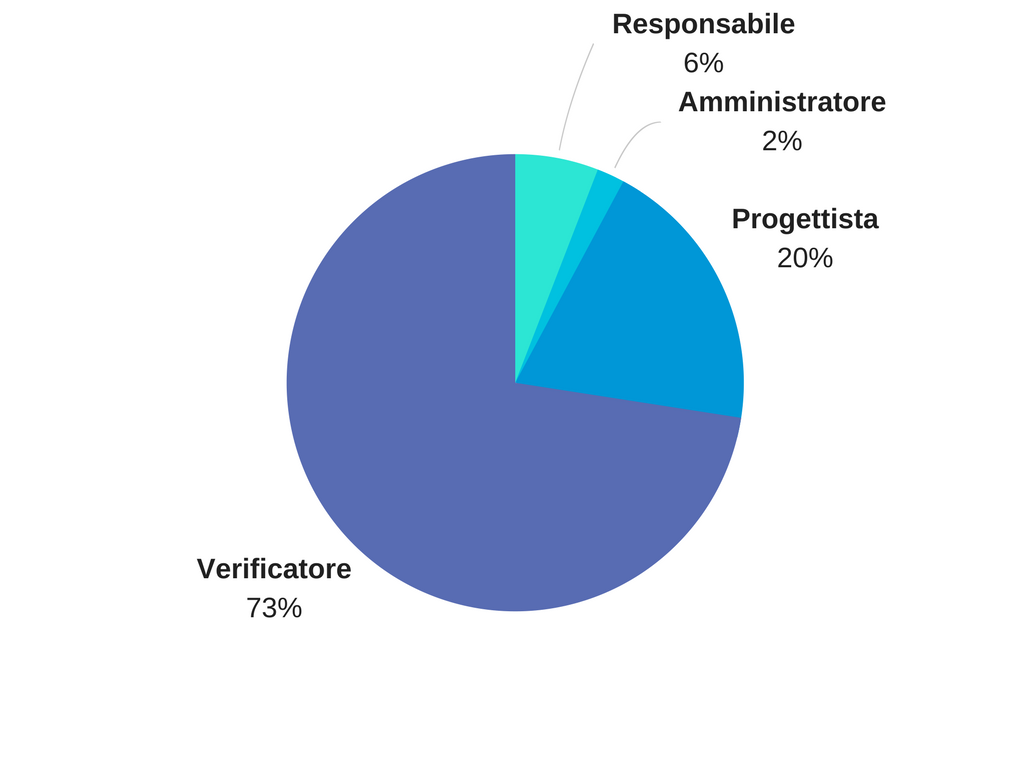 Responsabile
6%
Amministratore
2%
Progettista
20%
Verificatore
73%